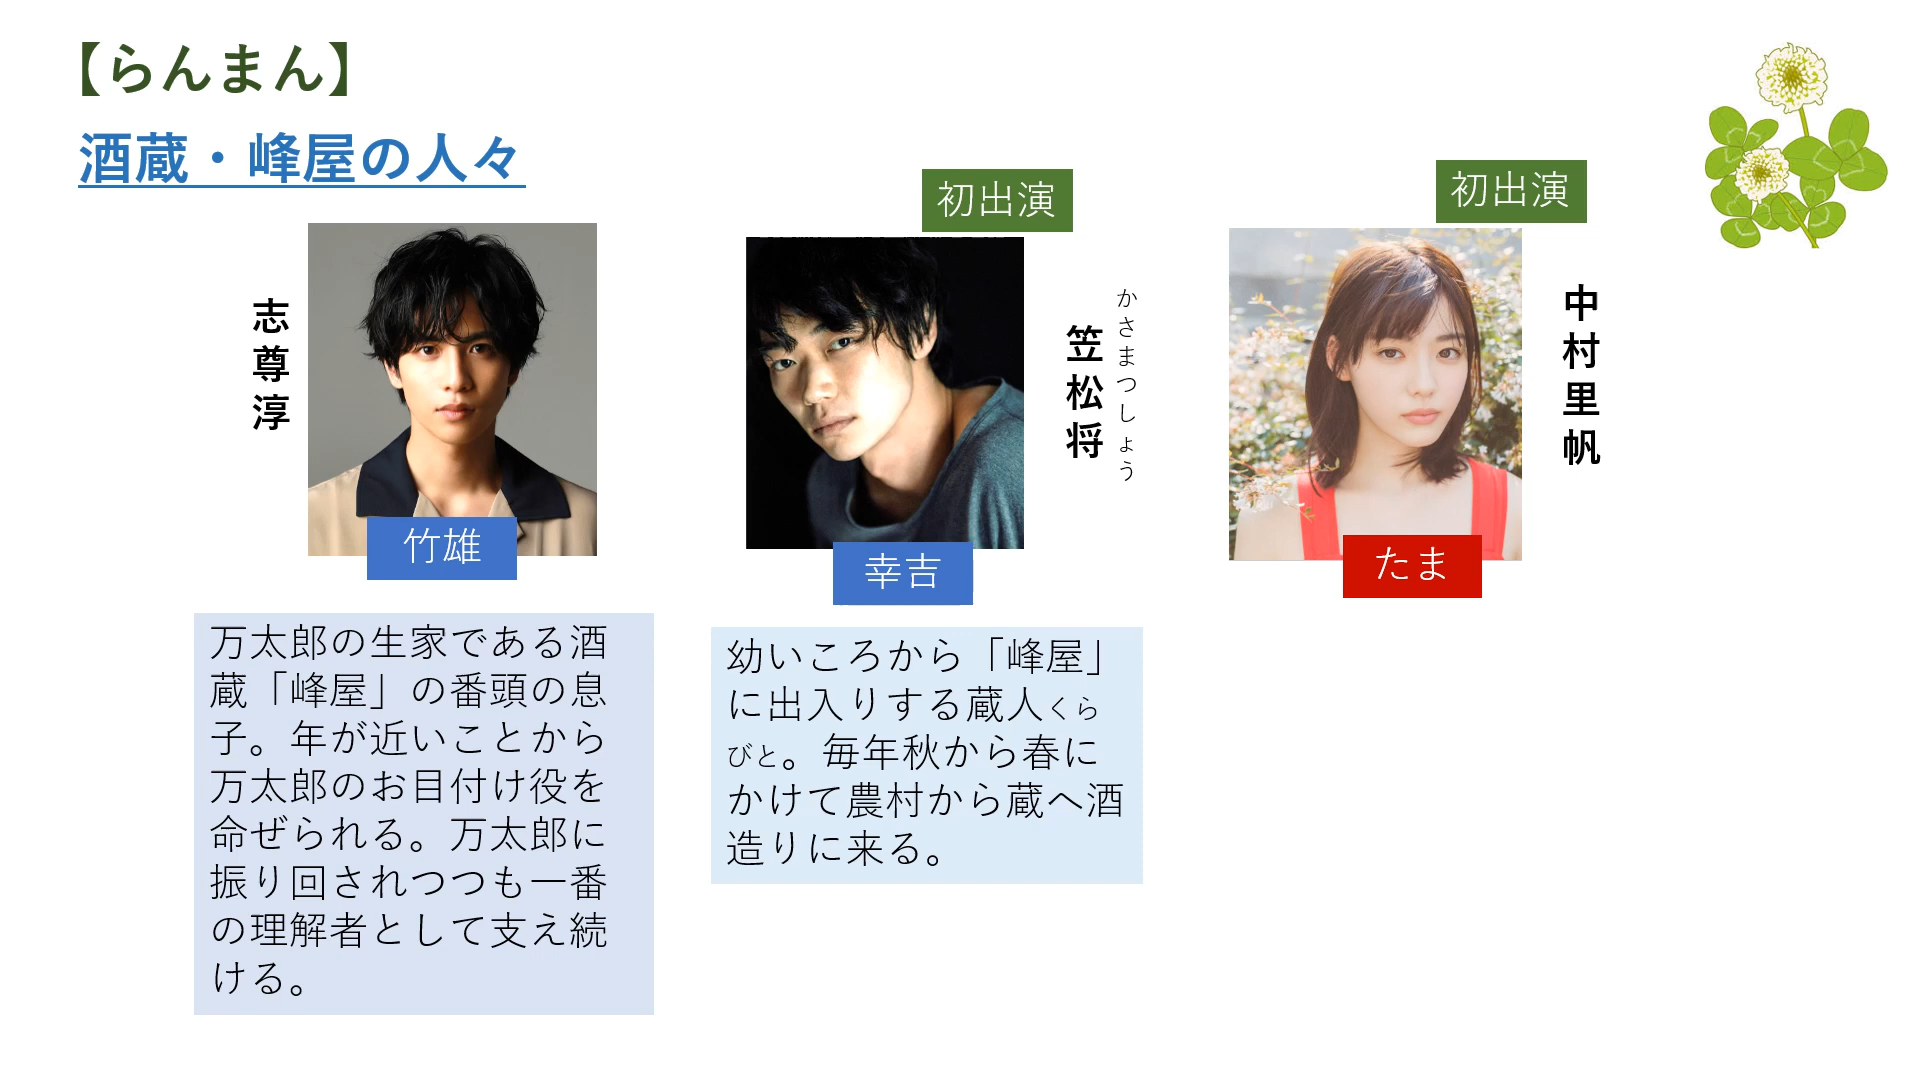 【らんまん】
酒蔵・峰屋の人々
志尊淳
竹雄
万太郎の生家である酒
蔵「峰屋」の番頭の息
子。年が近いことから
万太郎のお目付け役を
命ぜられる。万太郎に
振り回されつつも一番
の理解者として支え続
ける。
初出演
かさまつしょう
笠松将
幸吉
幼いころから「峰屋」
に出入りする蔵人くら
びと。毎年秋から春に
かけて農村から蔵へ酒
造りに来る。
初出演
中村里帆
たま